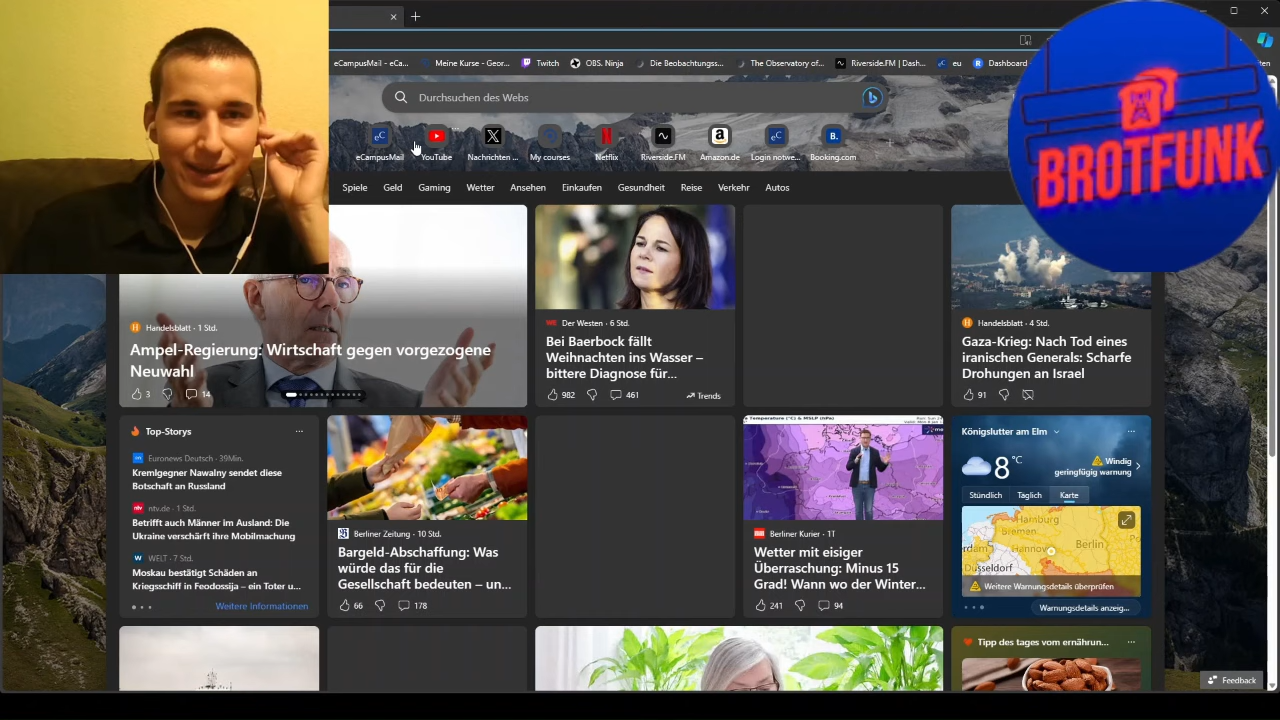 eCampusMail - eCa...
Meine Kurse - Geor...
Twitch
OBS. Ninja
Die Beobachtungss...
The Observatory of...
Riverside.FM | Dash...
eu
Dashboard
Durchsuchen des Webs
eCampusMail
YouTube
Nachrichten ...
My courses
Netflix
Riverside.FM
Amazon.de
Login notwe...
Booking.com
BROTFUNK
Spiele
Geld
Gaming
Wetter
Ansehen
Einkaufen
Gesundheit
Reise
Verkehr
Autos
Handelsblatt · 1 Std.
Ampel-Regierung: Wirtschaft gegen vorgezogene
Neuwahl
3
14
Der Westen · 6 Std.
Bei Baerbock fällt
Weihnachten ins Wasser –
bittere Diagnose für...
982
461
Trends
Handelsblatt · 4 Std.
Gaza-Krieg: Nach Tod eines
iranischen Generals: Scharfe
Drohungen an Israel
91
Top-Storys
Euronews Deutsch · 39Min.
Kremlgegner Nawalny sendet diese
Botschaft an Russland
ntv.de · 1 Std.
Betrifft auch Männer im Ausland: Die
Ukraine verschärft ihre Mobilmachung
WELT · 7 Std.
Moskau bestätigt Schäden an
Kriegsschiff in Feodossija – ein Toter u...
Weitere Informationen
Berliner Zeitung · 10 Std.
Bargeld-Abschaffung: Was
würde das für die
Gesellschaft bedeuten – un...
66
178
Berliner Kurier · 1T
Wetter mit eisiger
Überraschung: Minus 15
Grad! Wann wo der Winter...
241
94
Königslutter am Elm
8 °C
Windig
geringfügig warnung
Stündlich
Täglich
Karte
Hamburg
Bremen
Berlin
Hannov
Düsseldorf
Weitere Warnungsdetails überprüfen
Warnungsdetails anzeig...
Tipp des tages vom ernährun...
Feedback